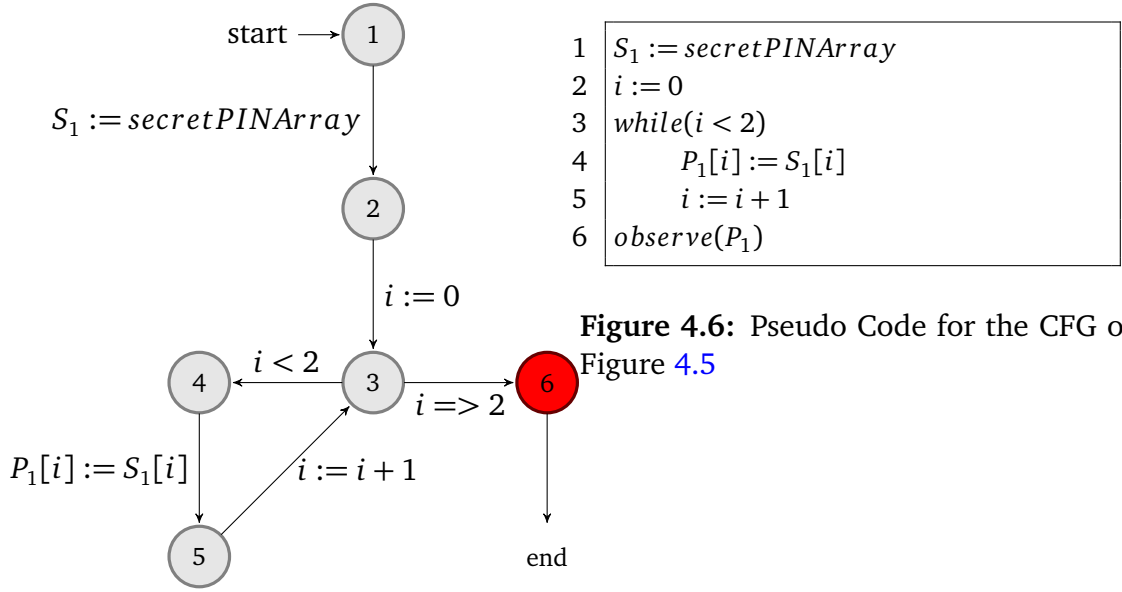 start
1
S₁ := secretPINArray
2
i := 0
4
i < 2
3
i => 2
6
P₁[i] := S₁[i]
i := i + 1
5
end
1 S₁ := secretPINArray
2 i := 0
3 while(i < 2)
4 P₁[i] := S₁[i]
5 i := i + 1
6 observe(P₁)
Figure 4.6: Pseudo Code for the CFG o
Figure 4.5